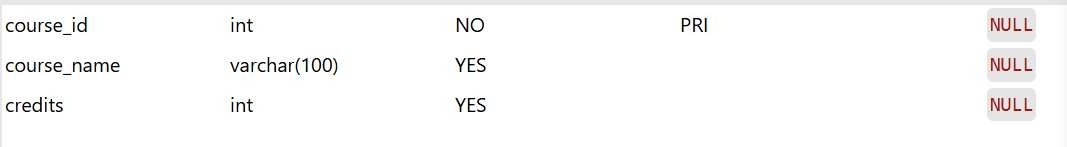 course_id int NO PRI NULL
course_name varchar(100) YES NULL
credits int YES NULL